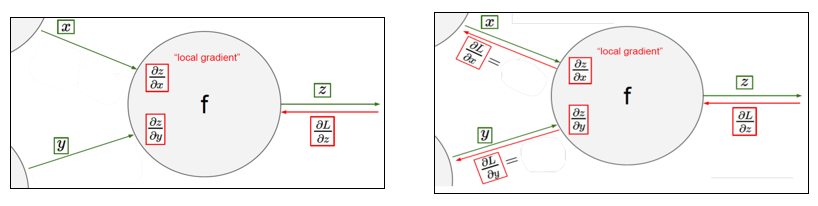 x
"local gradient"
∂z/∂x
f
z
∂L/∂z
∂z/∂y
y
x
∂L/∂x =
"local gradient"
∂z/∂x
f
z
∂L/∂z
∂z/∂y
y
∂L/∂y =